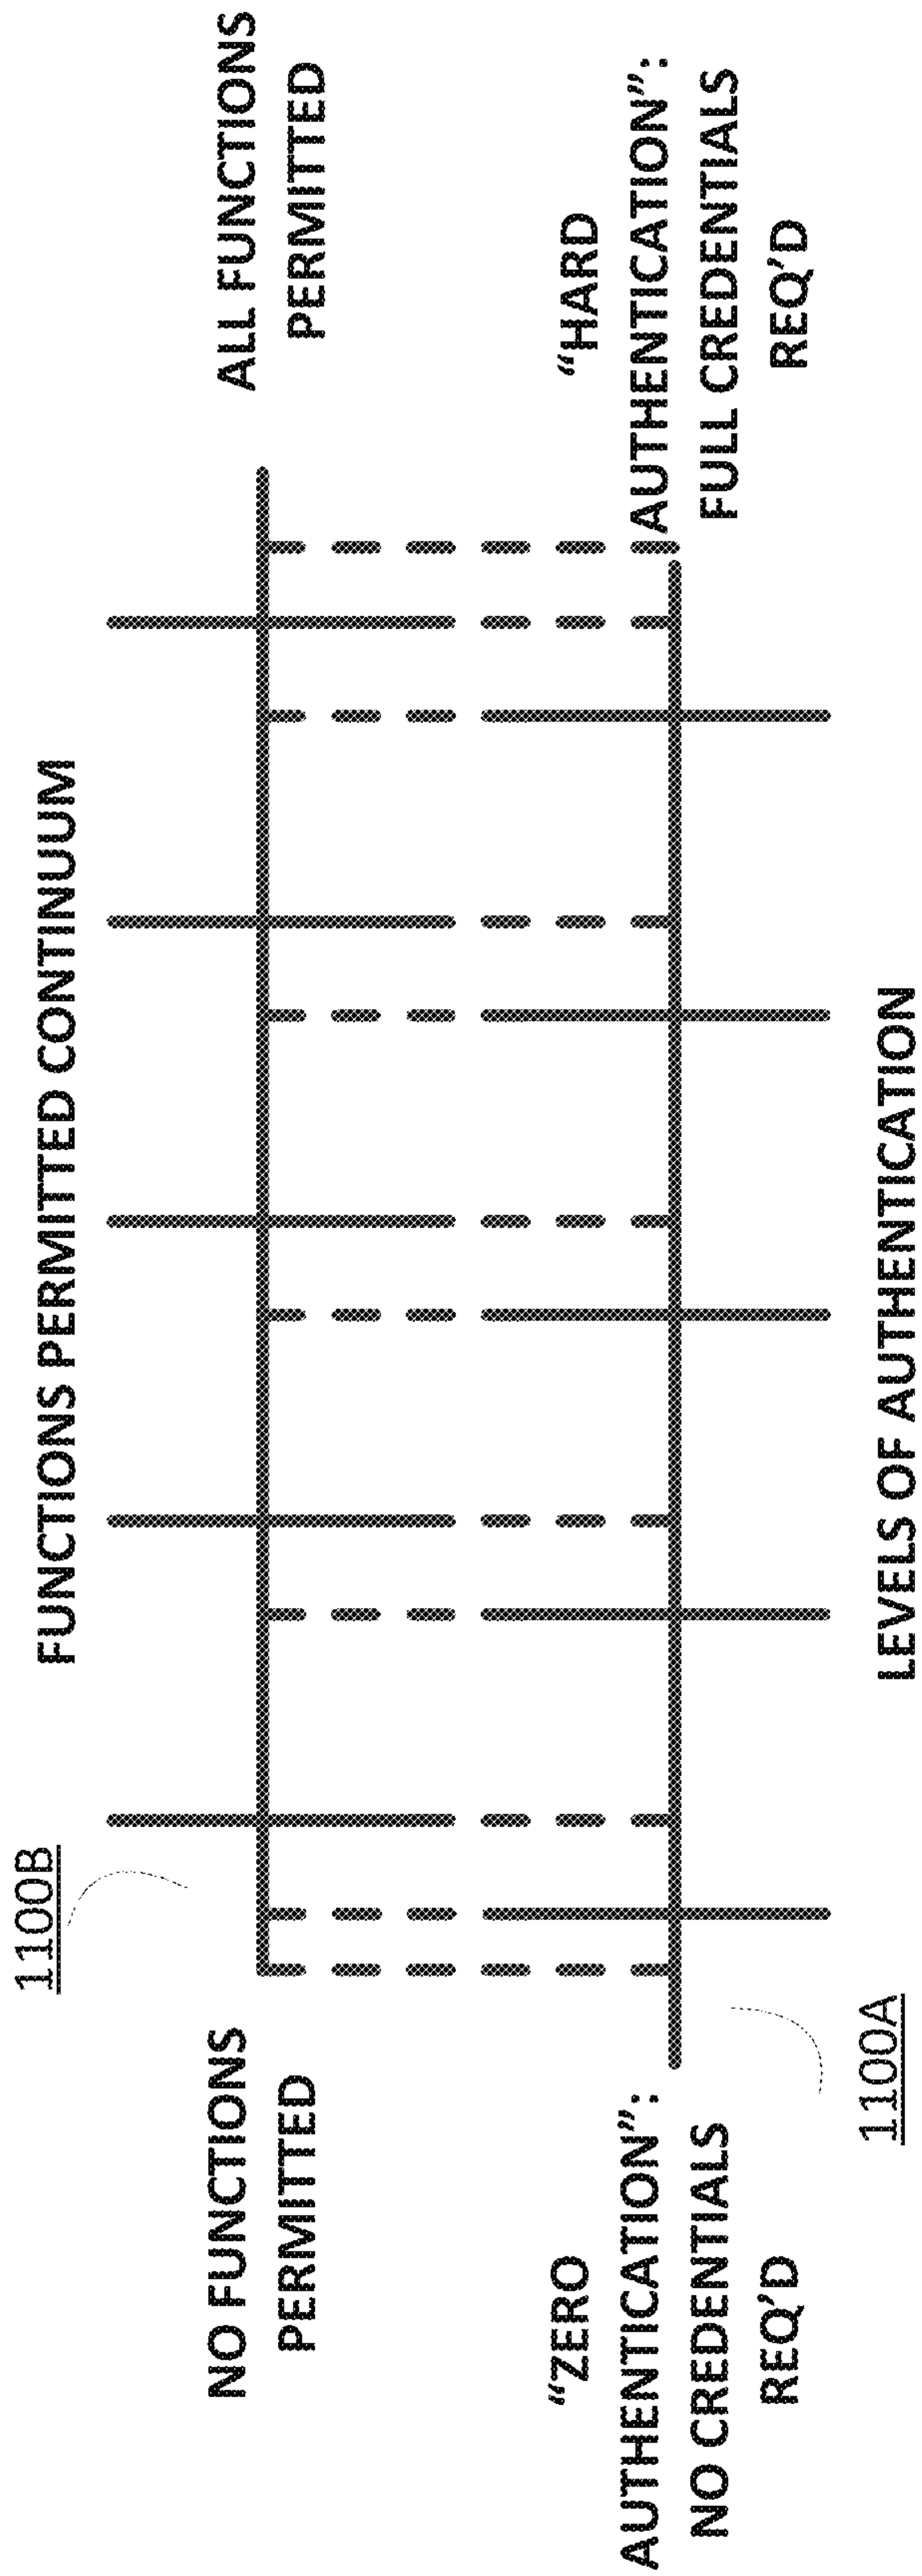 FUNCTIONS PERMITTED CONTINUUM
1100B
NO FUNCTIONS
PERMITTED
ALL FUNCTIONS
PERMITTED
“ZERO
AUTHENTICATION”:
NO CREDENTIALS
REQ’D
“HARD
AUTHENTICATION”:
FULL CREDENTIALS
REQ’D
1100A
LEVELS OF AUTHENTICATION